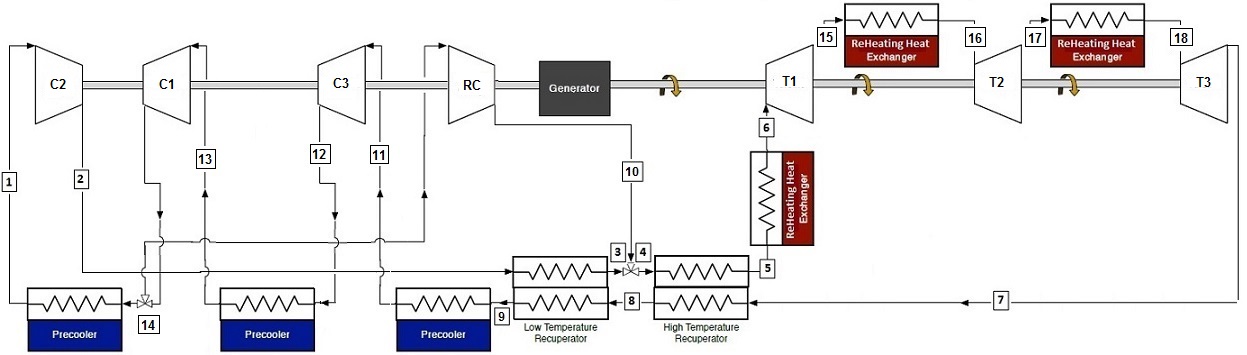 15
ReHeating Heat
Exchanger
16
17
ReHeating Heat
Exchanger
18
C2
C1
C3
RC
Generator
T1
T2
T3
6
13
12
11
10
1
2
ReHeating Heat
Exchanger
3
4
5
14
9
8
7
Precooler
Precooler
Precooler
Low Temperature
Recuperator
High Temperature
Recuperator